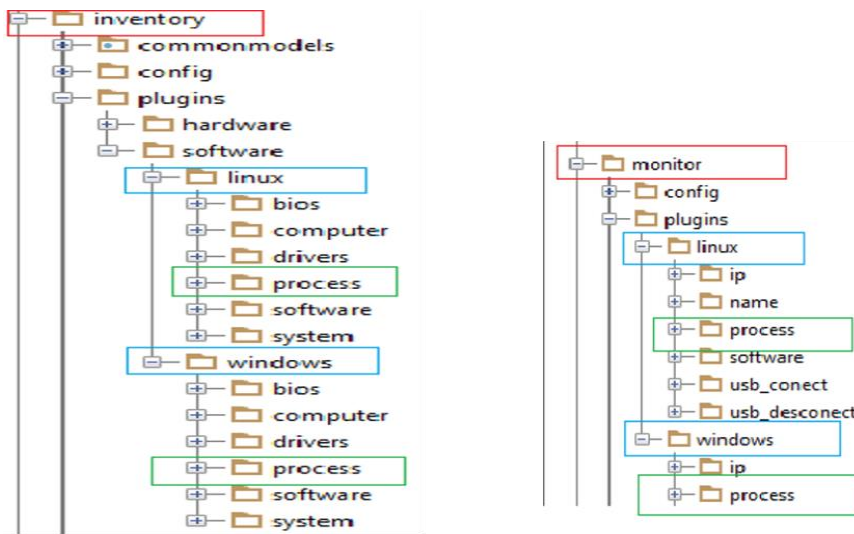 inventory
commonmodels
config
plugins
hardware
software
linux
bios
computer
drivers
process
software
system
windows
bios
computer
drivers
process
software
system
monitor
config
plugins
linux
ip
name
process
software
usb_conect
usb_desconect
windows
ip
process